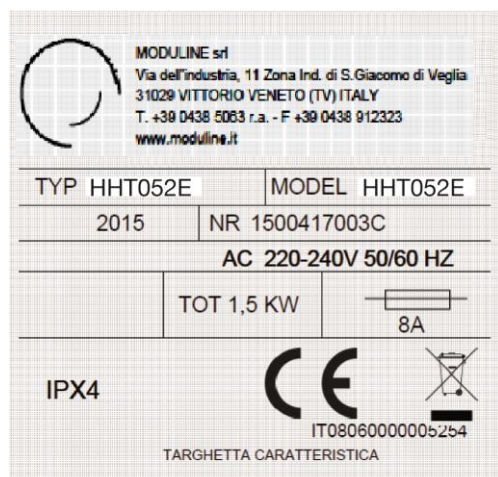 MODULINE srl
Via dell'industria, 11 Zona Ind. di S.Giacomo di Veglia
31029 VITTORIO VENETO (TV) ITALY
T. +39 0438 5063 r.a. - F +39 0438 912323
www.moduline.it
TYP HHT052E MODEL HHT052E
2015 NR 1500417003C
AC 220-240V 50/60 HZ
TOT 1,5 KW
8A
IPX4 CE
IT08060000005254
TARGHETTA CARATTERISTICA